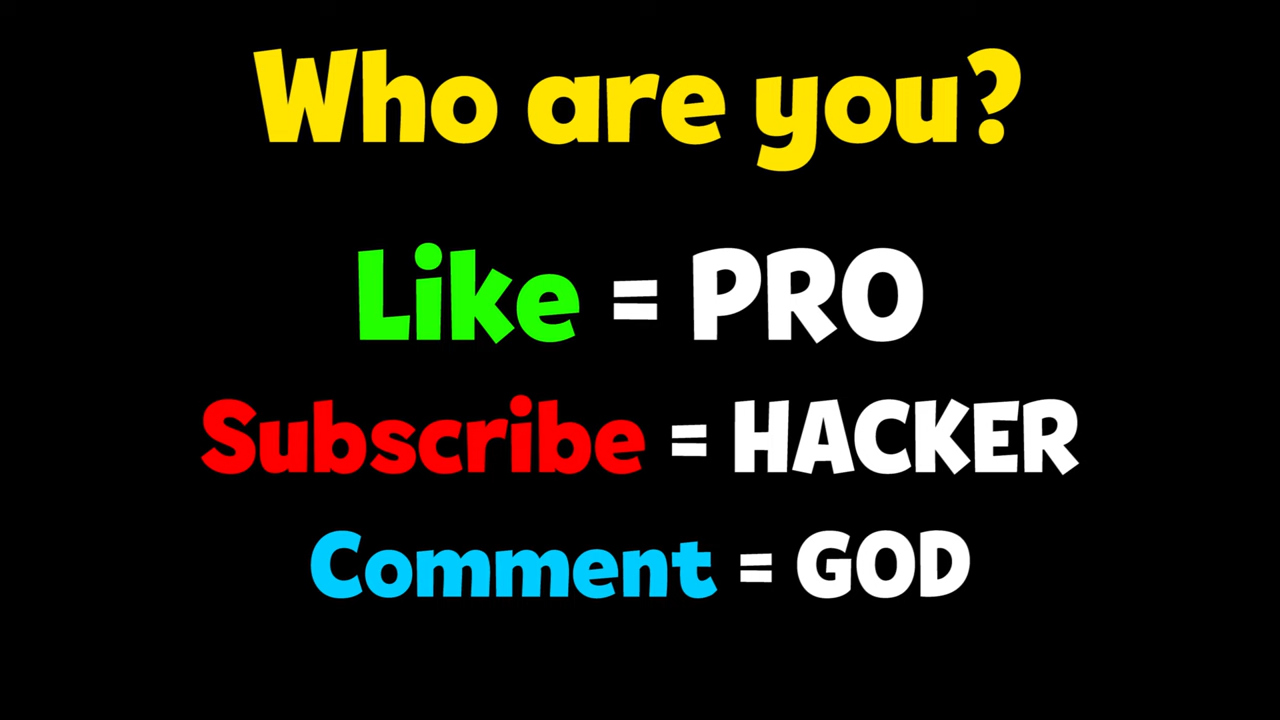 Who are you?
Like = PRO
Subscribe = HACKER
Comment = GOD